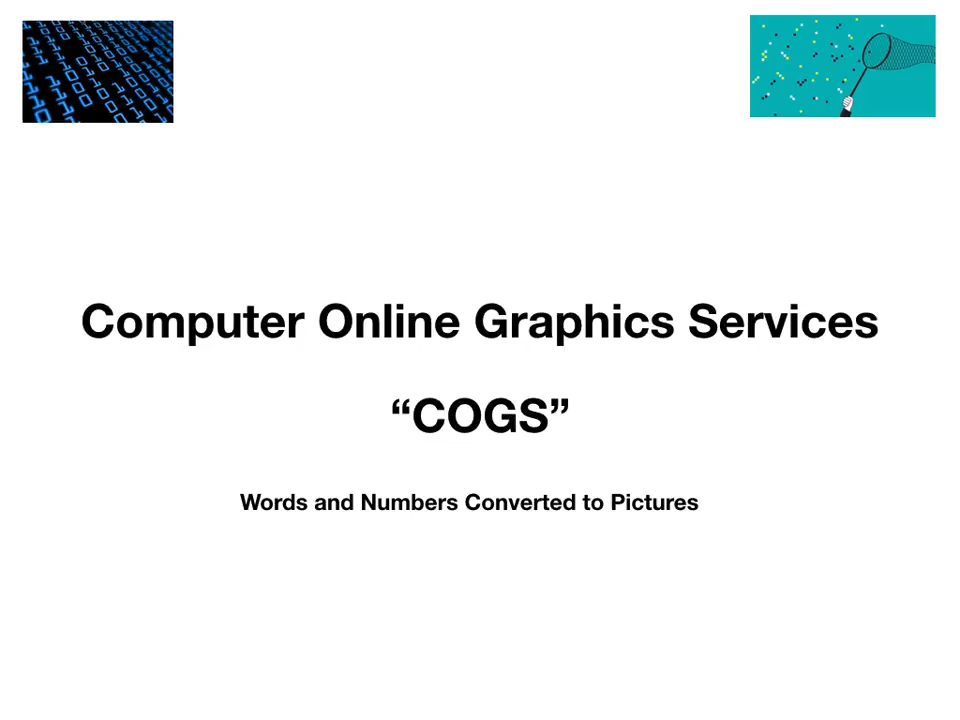 Computer Online Graphics Services
“COGS”
Words and Numbers Converted to Pictures